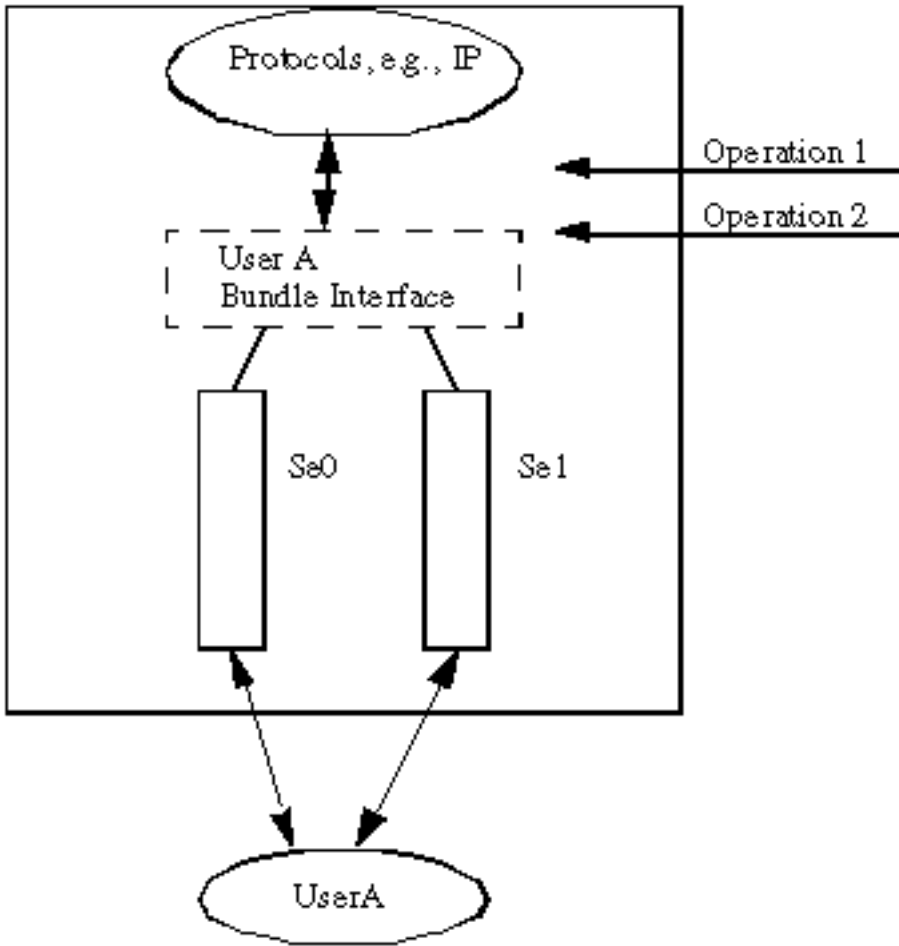 Protocols, e.g., IP
Operation 1
Operation 2
User A
Bundle Interface
Se0
Se1
UserA